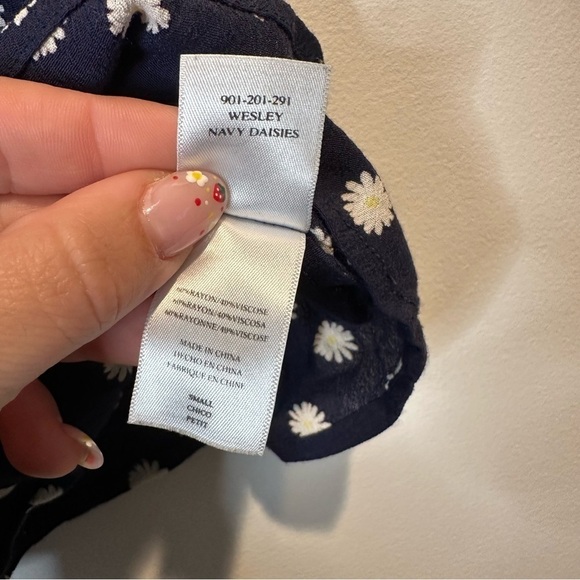 901-201-291
WESLEY
NAVY DAISIES
60%RAYON/40%VISCOSE
60%RAYON/40%VISCOSA
60%RAYONNE/40%VISCOSE
MADE IN CHINA
HECHO EN CHINA
FABRIQUE EN CHINE
SMALL
CHICO
PETIT